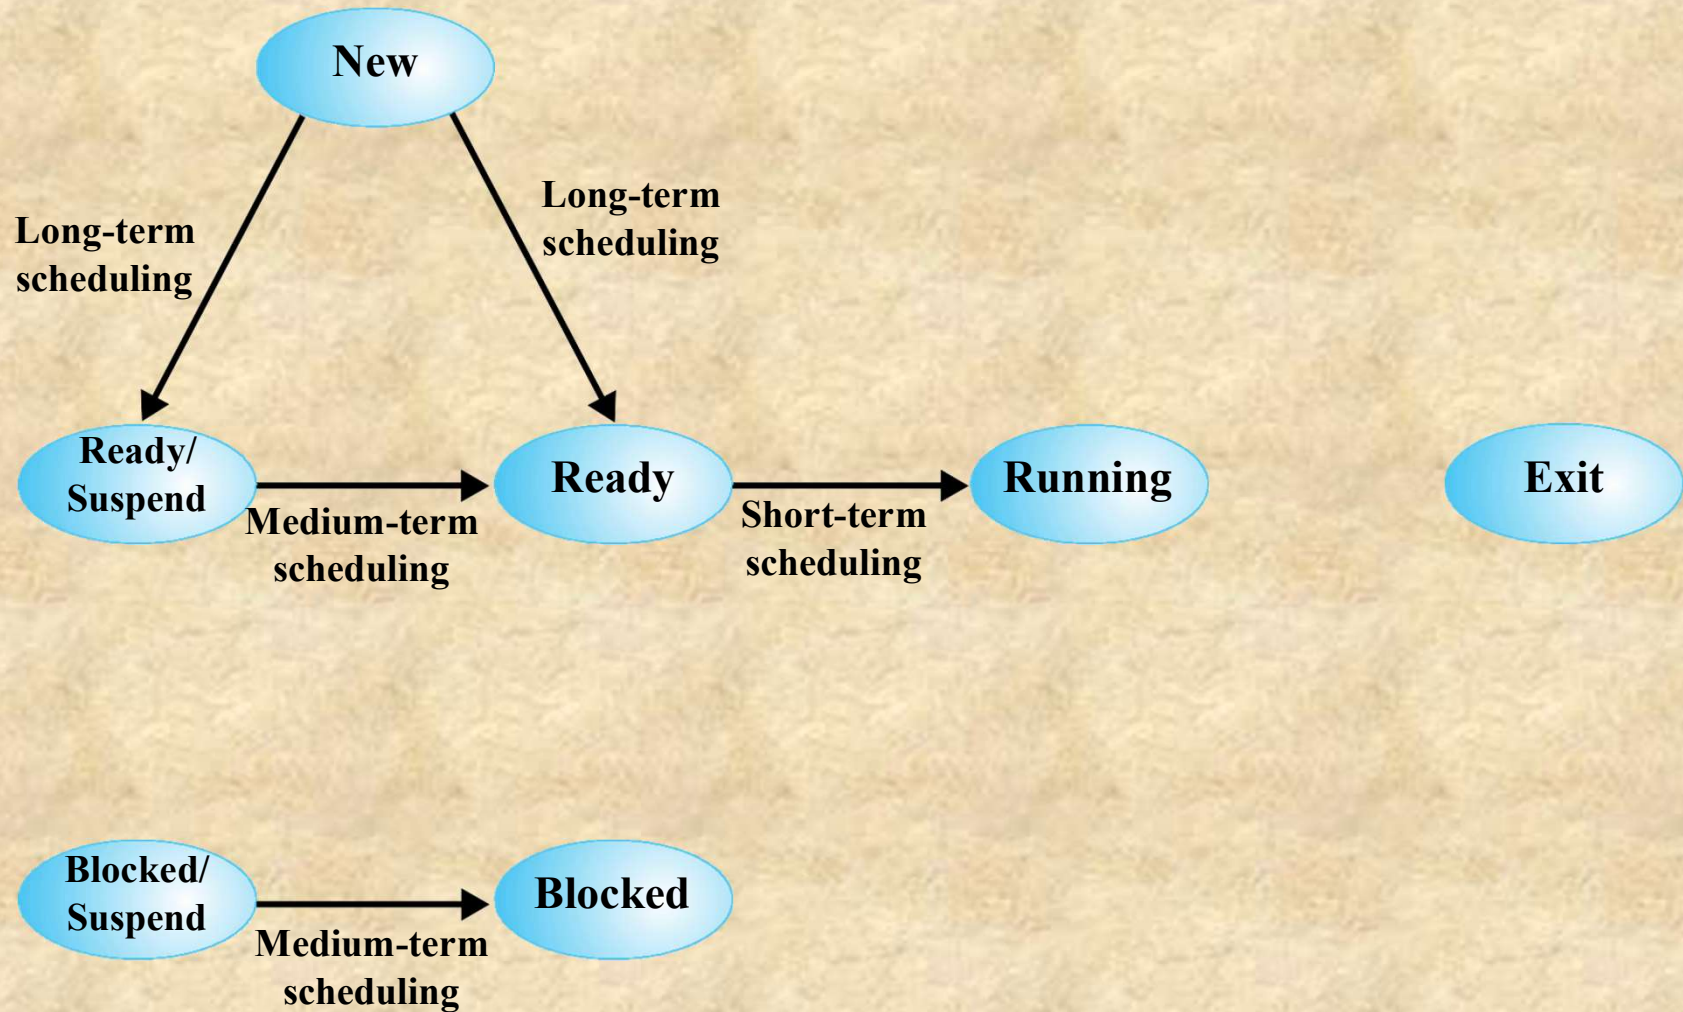 New
Long-term
scheduling
Long-term
scheduling
Ready/
Suspend
Medium-term
scheduling
Ready
Short-term
scheduling
Running
Exit
Blocked/
Suspend
Medium-term
scheduling
Blocked